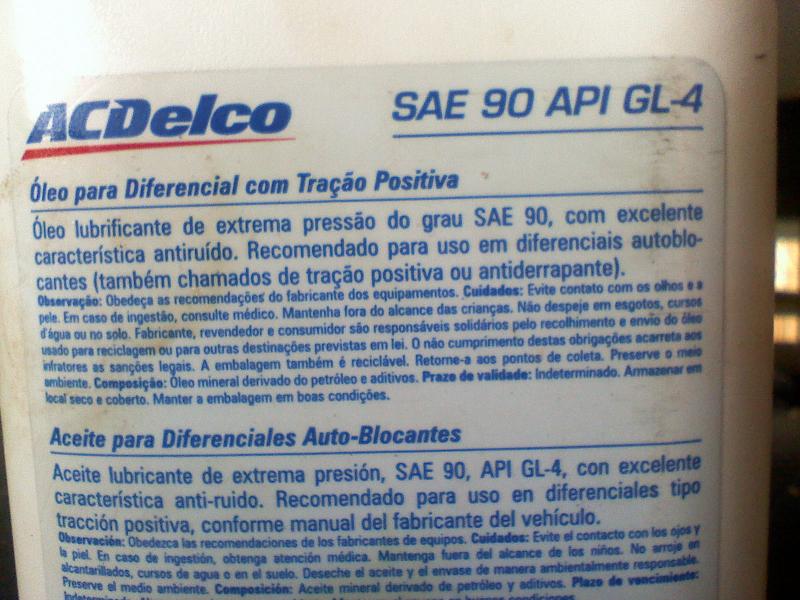 ACDelco
SAE 90 API GL-4
Óleo para Diferencial com Tração Positiva
Óleo lubrificante de extrema pressão do grau SAE 90, com excelente
característica antiruído. Recomendado para uso em diferenciais autoblo-
cantes (também chamados de tração positiva ou antiderrapante).
Observação: Obedeça as recomendações do fabricante dos equipamentos. Cuidados: Evite contato com os olhos e a
pele. Em caso de ingestão, consulte médico. Mantenha fora do alcance das crianças. Não despeje em esgotos, cursos
d'água ou no solo. Fabricante, revendedor e consumidor são responsáveis solidários pelo recolhimento e envio do óleo
usado para reciclagem ou para outras destinações previstas em lei. O não cumprimento destas obrigações acarreta aos
infratores as sanções legais. A embalagem também é reciclável. Retorne-a aos pontos de coleta. Preserve o meio
ambiente. Composição: Óleo mineral derivado do petróleo e aditivos. Prazo de validade: Indeterminado. Armazenar em
local seco e coberto. Manter a embalagem em boas condições.
Aceite para Diferenciales Auto-Blocantes
Aceite lubricante de extrema presión, SAE 90, API GL-4, con excelente
característica anti-ruido. Recomendado para uso en diferenciales tipo
tracción positiva, conforme manual del fabricante del vehículo.
Observación: Obedezca las recomendaciones de los fabricantes de equipos. Cuidados: Evite el contacto con los ojos y
la piel. En caso de ingestión, obtenga atención médica. Mantenga fuera del alcance de los niños. No arroje en
alcantarillados, cursos de agua o en el suelo. Deseche el aceite y el envase de manera ambientalmente responsable.
Preserve el medio ambiente. Composición: Aceite mineral derivado de petróleo y aditivos. Plazo de vencimiento: